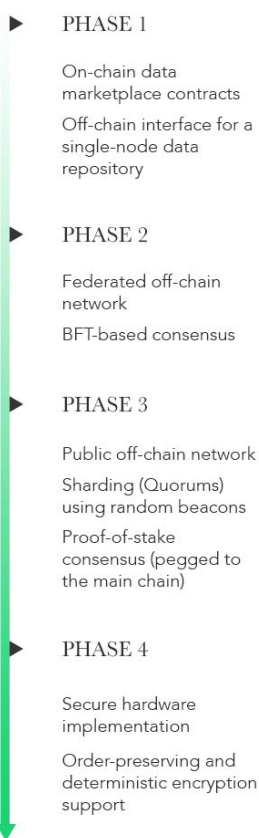 PHASE 1
On-chain data
marketplace contracts
Off-chain interface for a
single-node data
repository
PHASE 2
Federated off-chain
network
BFT-based consensus
PHASE 3
Public off-chain network
Sharding (Quorums)
using random beacons
Proof-of-stake
consensus (pegged to
the main chain)
PHASE 4
Secure hardware
implementation
Order-preserving and
deterministic encryption
support